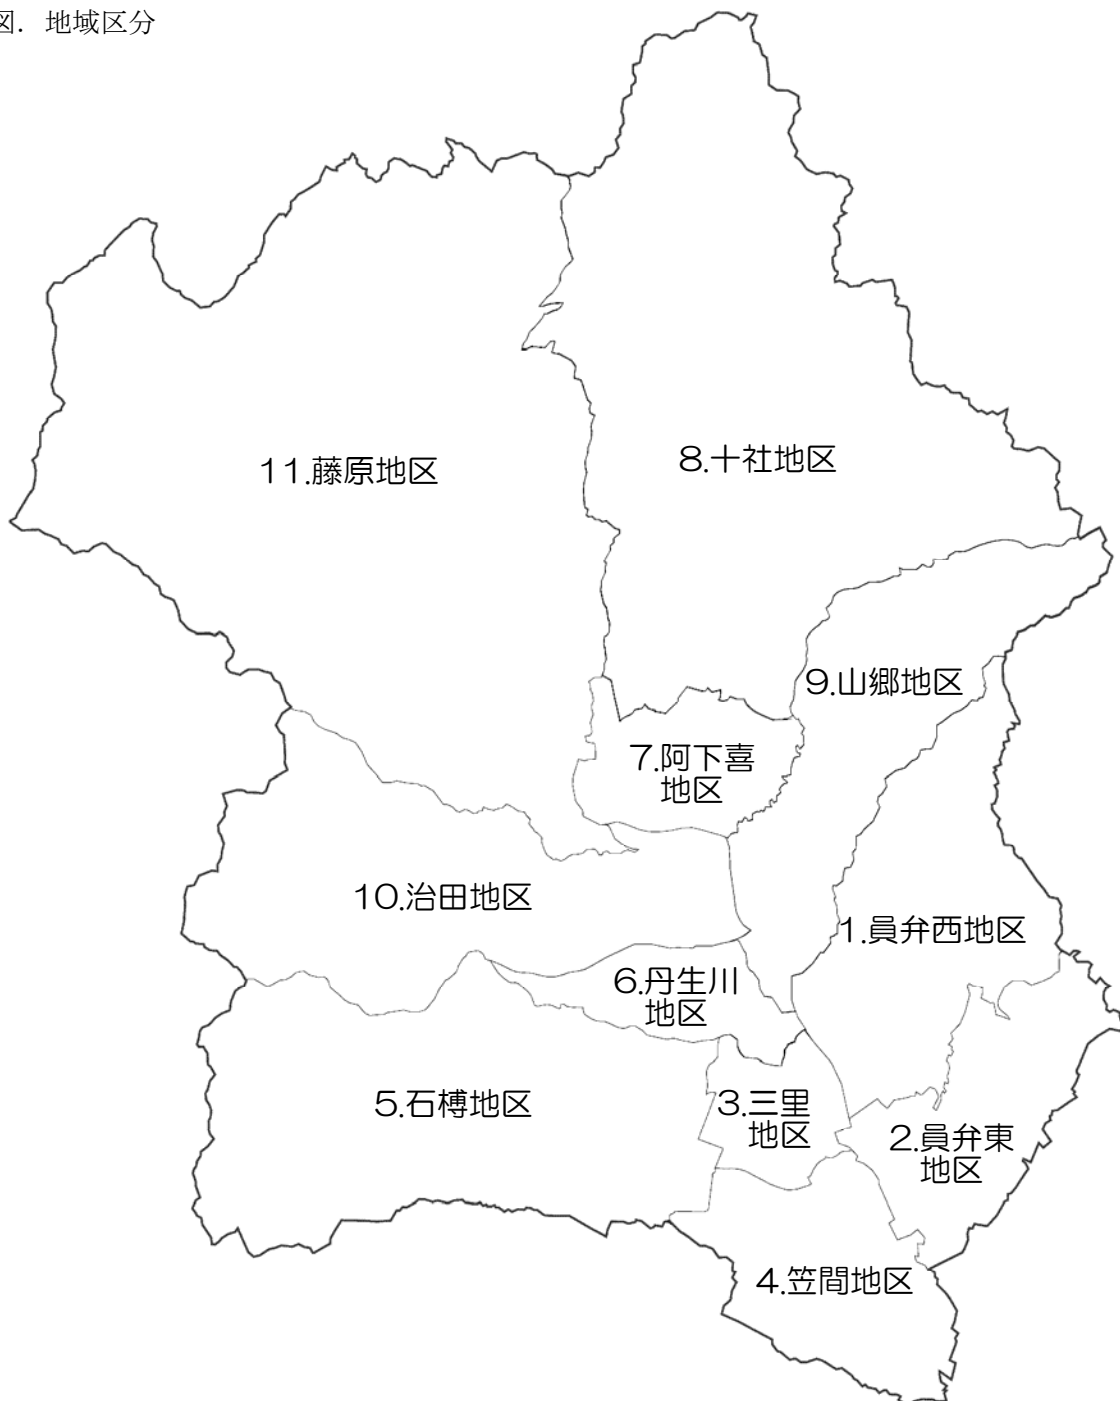 図. 地域区分
8.十社地区
11.藤原地区
9.山郷地区
7.阿下喜
地区
10.治田地区
1.員弁西地区
6.丹生川
地区
5.石榑地区
3.三里
地区
2.員弁東
地区
4.笠間地区